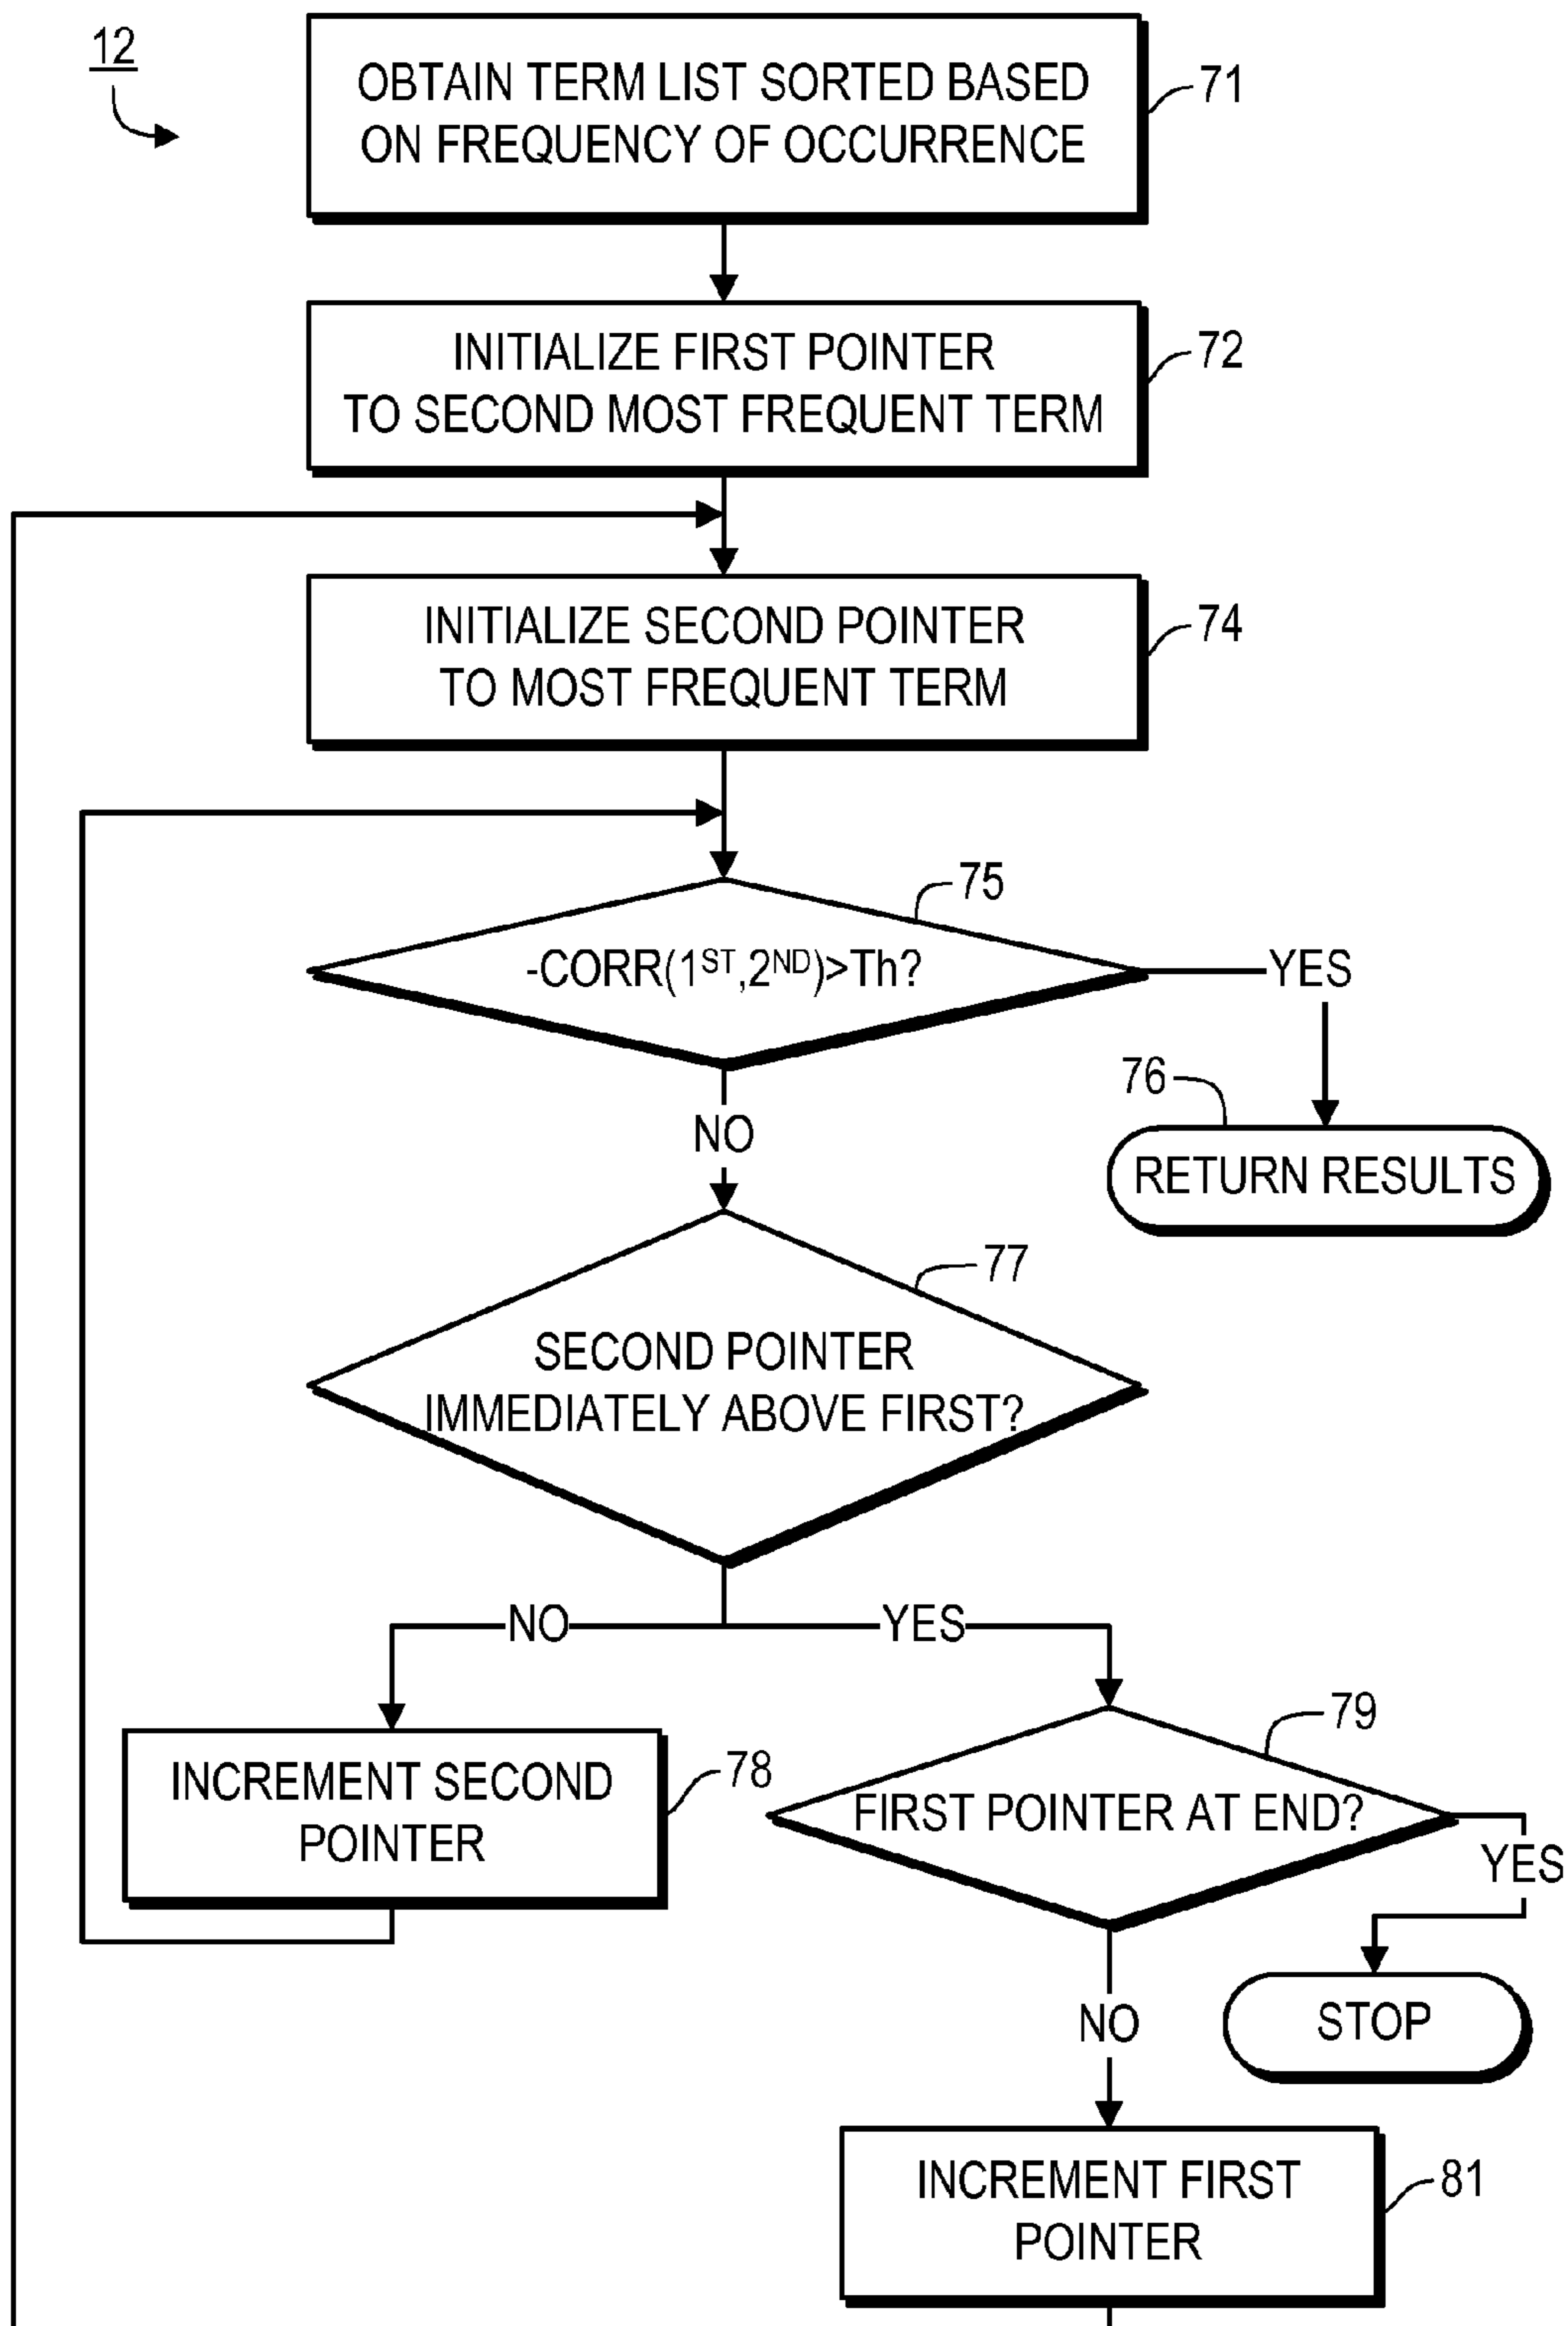 12
OBTAIN TERM LIST SORTED BASED
ON FREQUENCY OF OCCURRENCE
71
INITIALIZE FIRST POINTER
TO SECOND MOST FREQUENT TERM
72
INITIALIZE SECOND POINTER
TO MOST FREQUENT TERM
74
75
-CORR(1ST,2ND)>Th?
YES
76
NO
RETURN RESULTS
77
SECOND POINTER
IMMEDIATELY ABOVE FIRST?
NO
YES
79
INCREMENT SECOND
POINTER
78
FIRST POINTER AT END?
YES
NO
STOP
INCREMENT FIRST
POINTER
81